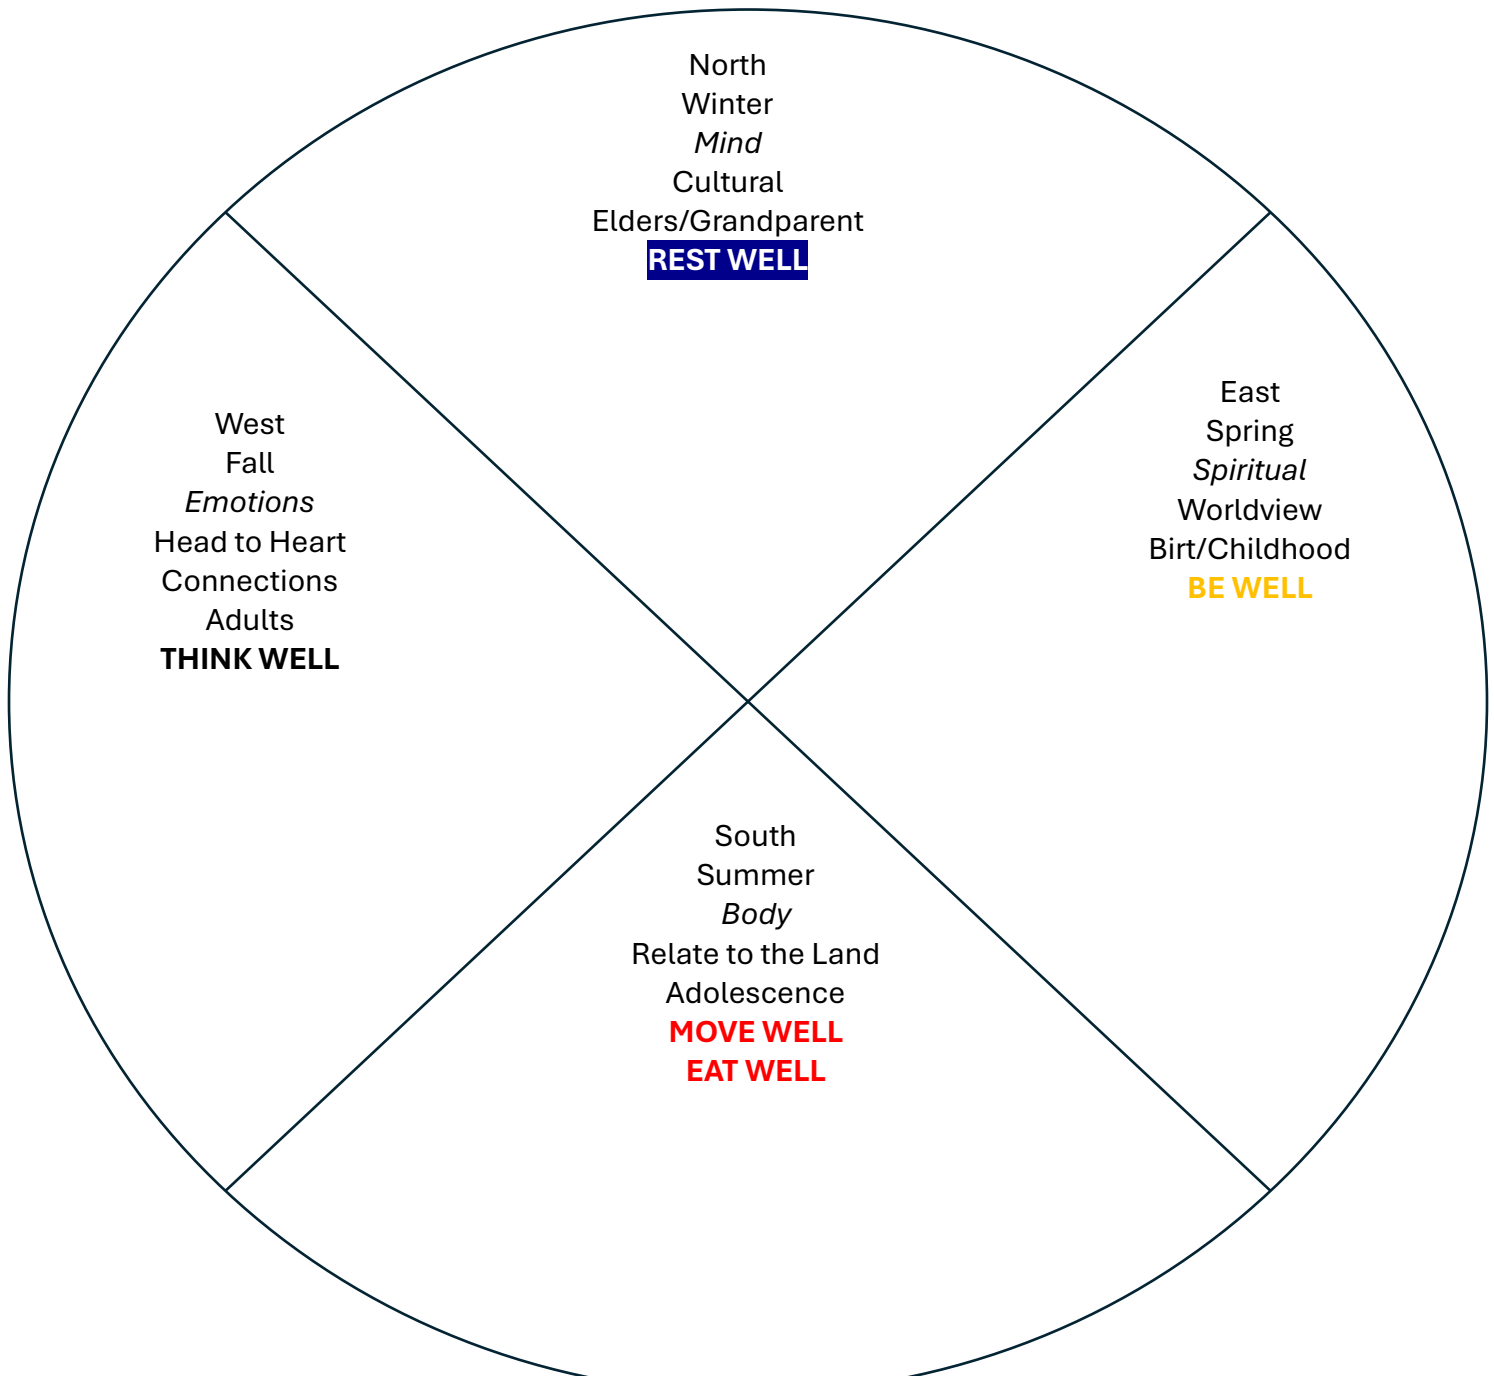 North
Winter
Mind
Cultural
Elders/Grandparent
REST WELL
West
Fall
Emotions
Head to Heart
Connections
Adults
THINK WELL
East
Spring
Spiritual
Worldview
Birt/Childhood
BE WELL
South
Summer
Body
Relate to the Land
Adolescence
MOVE WELL
EAT WELL